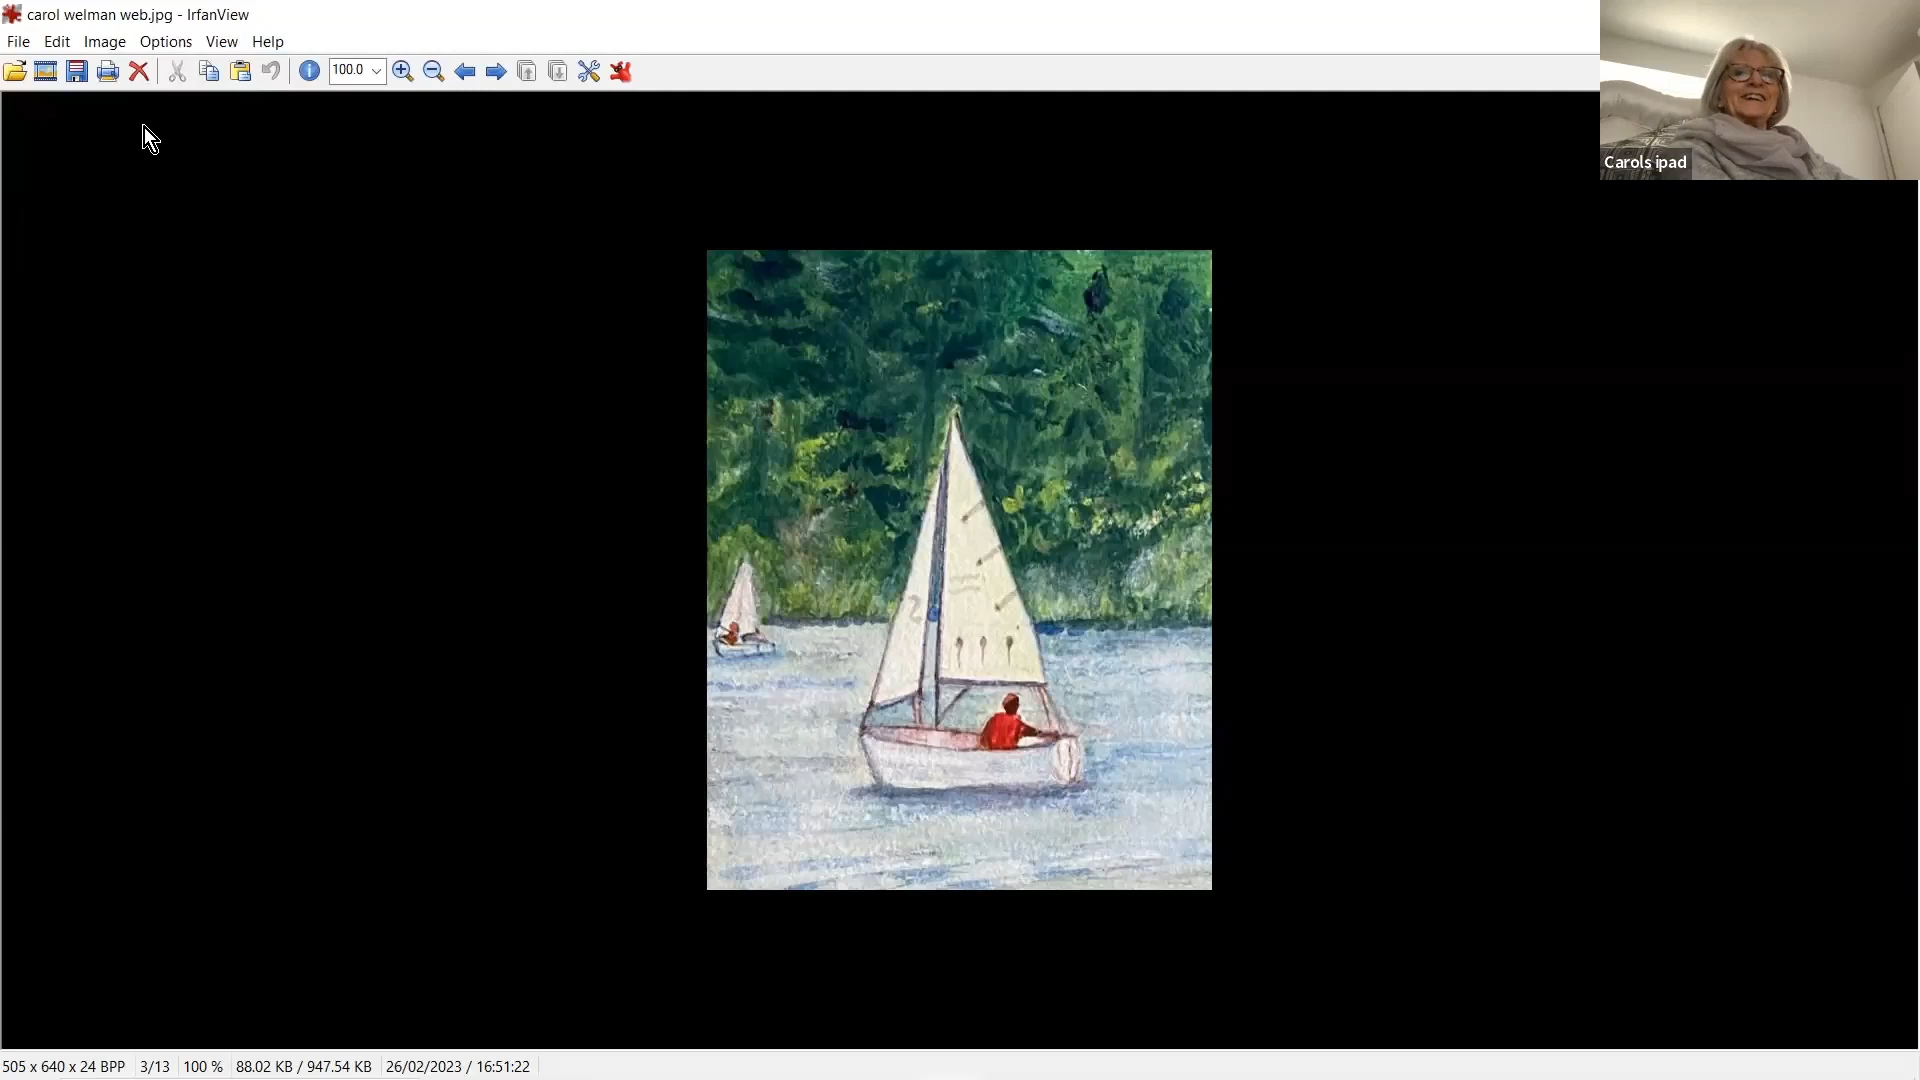 carol welman web.jpg - IrfanView
File Edit Image Options View Help
100.0
Carols ipad
505 x 640 x 24 BPP 3/13 100 % 88.02 KB / 947.54 KB 26/02/2023 / 16:51:22